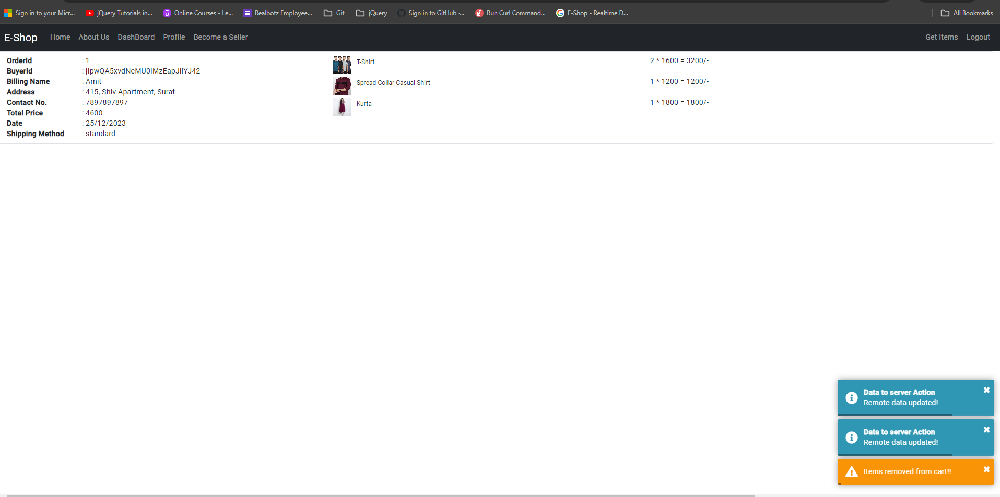 Sign in to your Micr... jQuery Tutorials in... Online Courses - Le... Realbotz Employee... Git jQuery Sign in to GitHub ·... Run Curl Command... E-Shop - Realtime D... All Bookmarks
E-Shop Home About Us DashBoard Profile Become a Seller Get Items Logout
OrderId : 1
BuyerId : jIpwQA5xvdNeMU0IMzEapJiiYJ42
Billing Name : Amit
Address : 415, Shiv Apartment, Surat
Contact No. : 7897897897
Total Price : 4600
Date : 25/12/2023
Shipping Method : standard
T-Shirt 2 * 1600 = 3200/-
Spread Collar Casual Shirt 1 * 1200 = 1200/-
Kurta 1 * 1800 = 1800/-
Data to server Action
Remote data updated!
Data to server Action
Remote data updated!
Items removed from cart!!